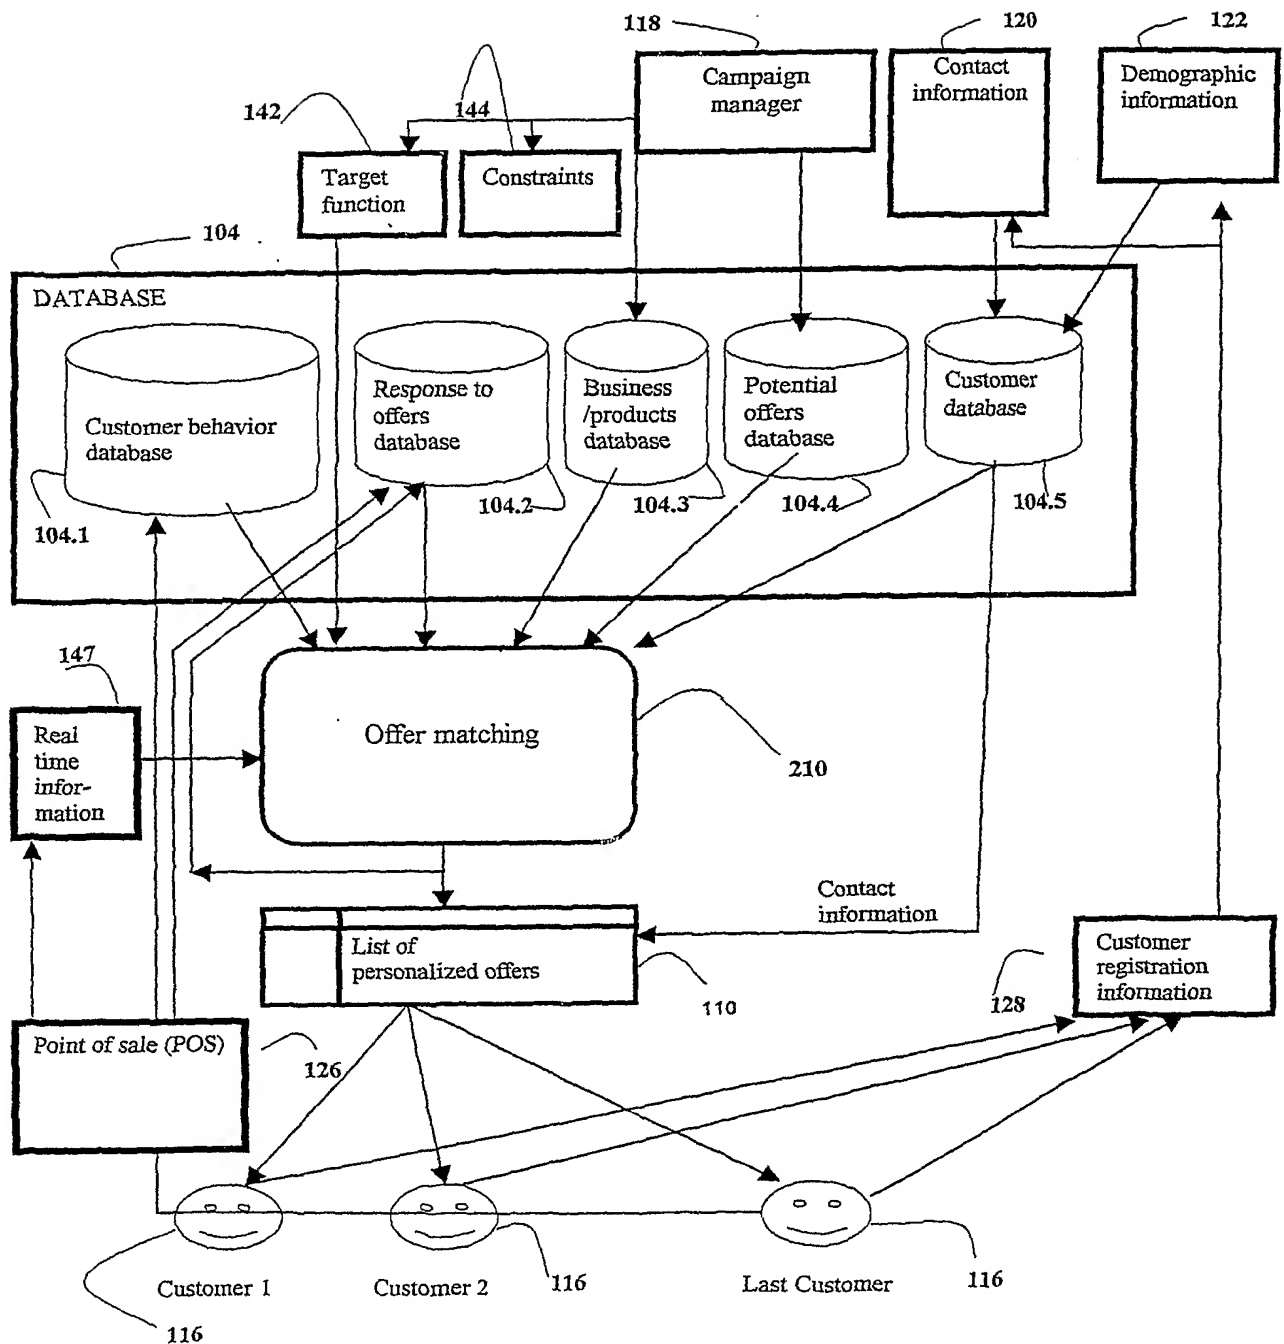 118
120
122
Campaign
manager
Contact
information
Demographic
information
142
144
Target
function
Constraints
104
DATABASE
Customer behavior
database
Response to
offers
database
Business
/products
database
Potential
offers
database
Customer
database
104.1
104.2
104.3
104.4
104.5
147
Real
time
infor-
mation
Offer matching
210
Contact
information
List of
personalized offers
110
Customer
registration
information
128
Point of sale (POS)
126
Customer 1
Customer 2
Last Customer
116
116
116